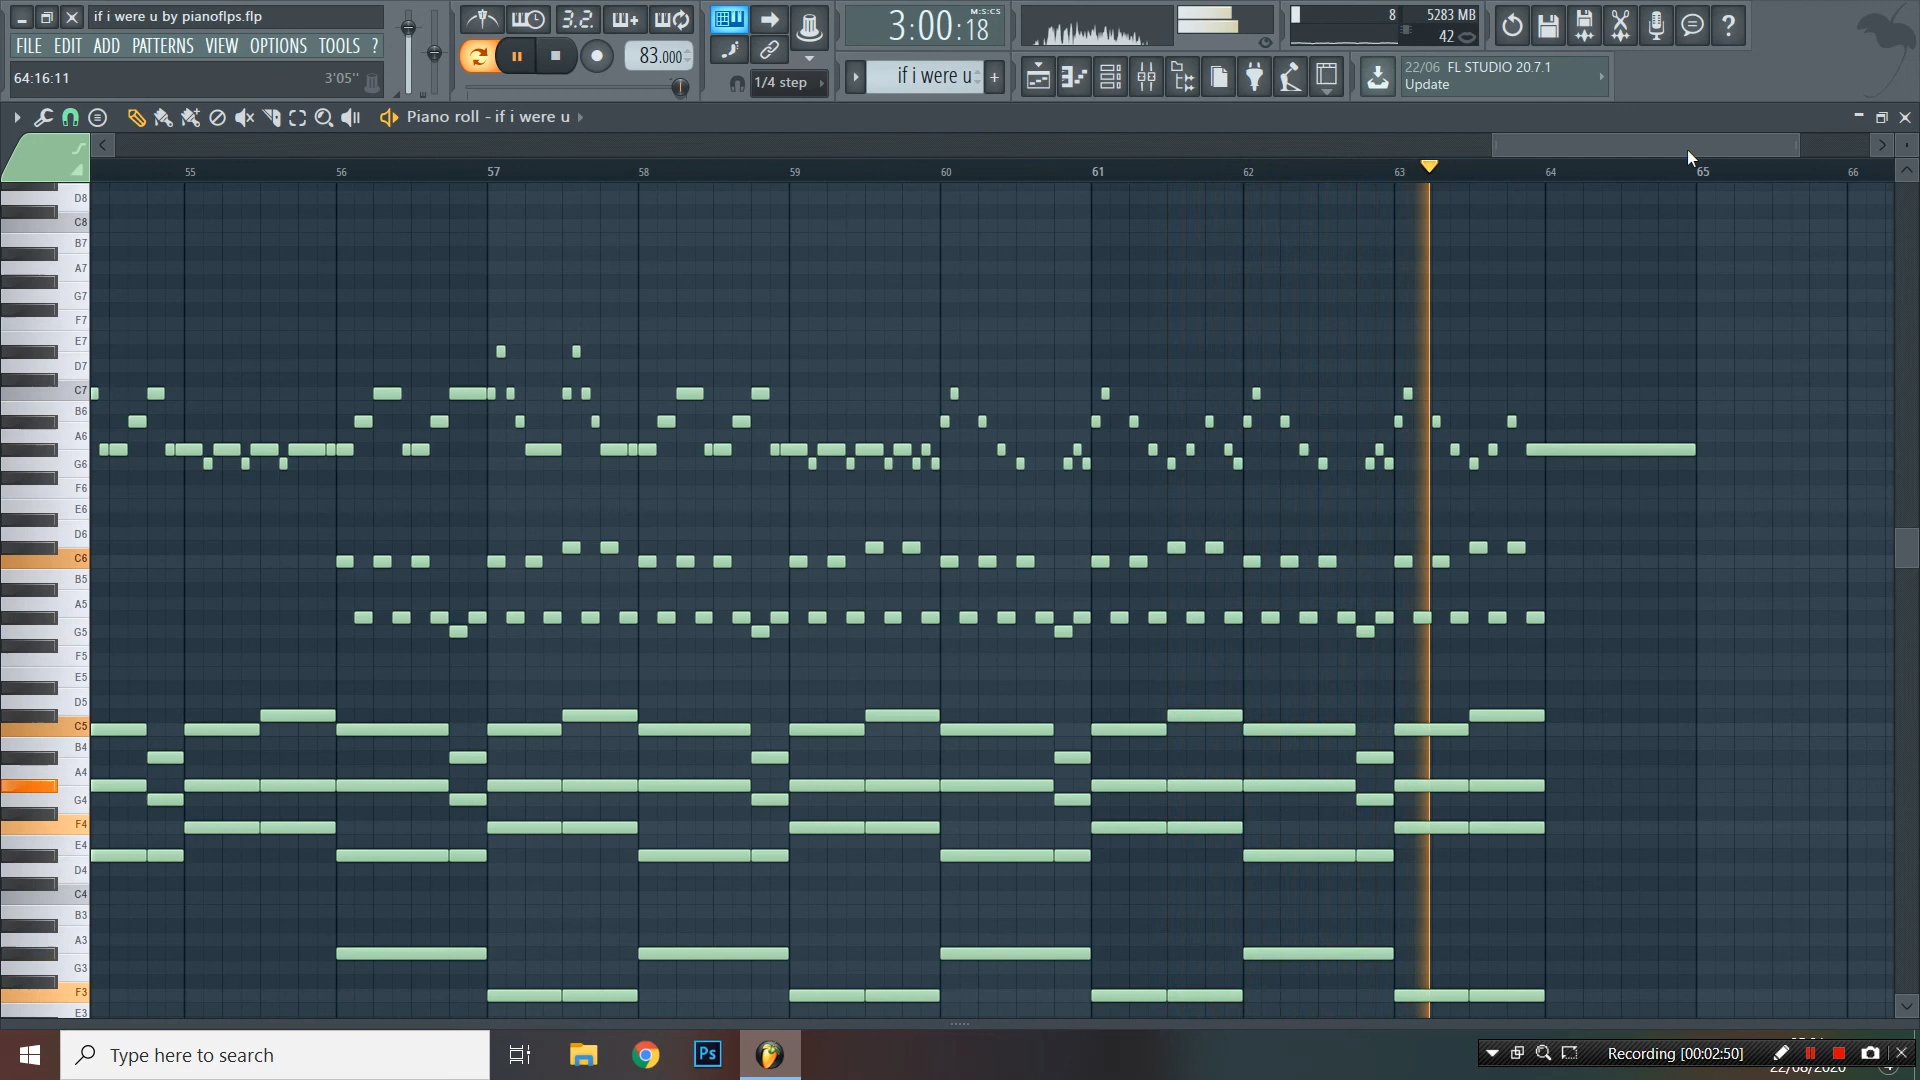 if i were u by pianoflps.flp
FILE EDIT ADD PATTERNS VIEW OPTIONS TOOLS ?
64:16:11 3'05"
3.2.
83.000
1/4 step
3:00:18 M:S:CS
if i were u
8 5283 MB
42
22/06 FL STUDIO 20.7.1
Update
Piano roll - if i were u
55 56 57 58 59 60 61 62 63 64 65 66
D8
C8
B7
A7
G7
F7
E7
D7
C7
B6
A6
G6
F6
E6
D6
C6
B5
A5
G5
F5
E5
D5
C5
B4
A4
G4
F4
E4
D4
C4
B3
A3
G3
F3
E3
Type here to search
Ps
Recording [00:02:50]
22/08/2020